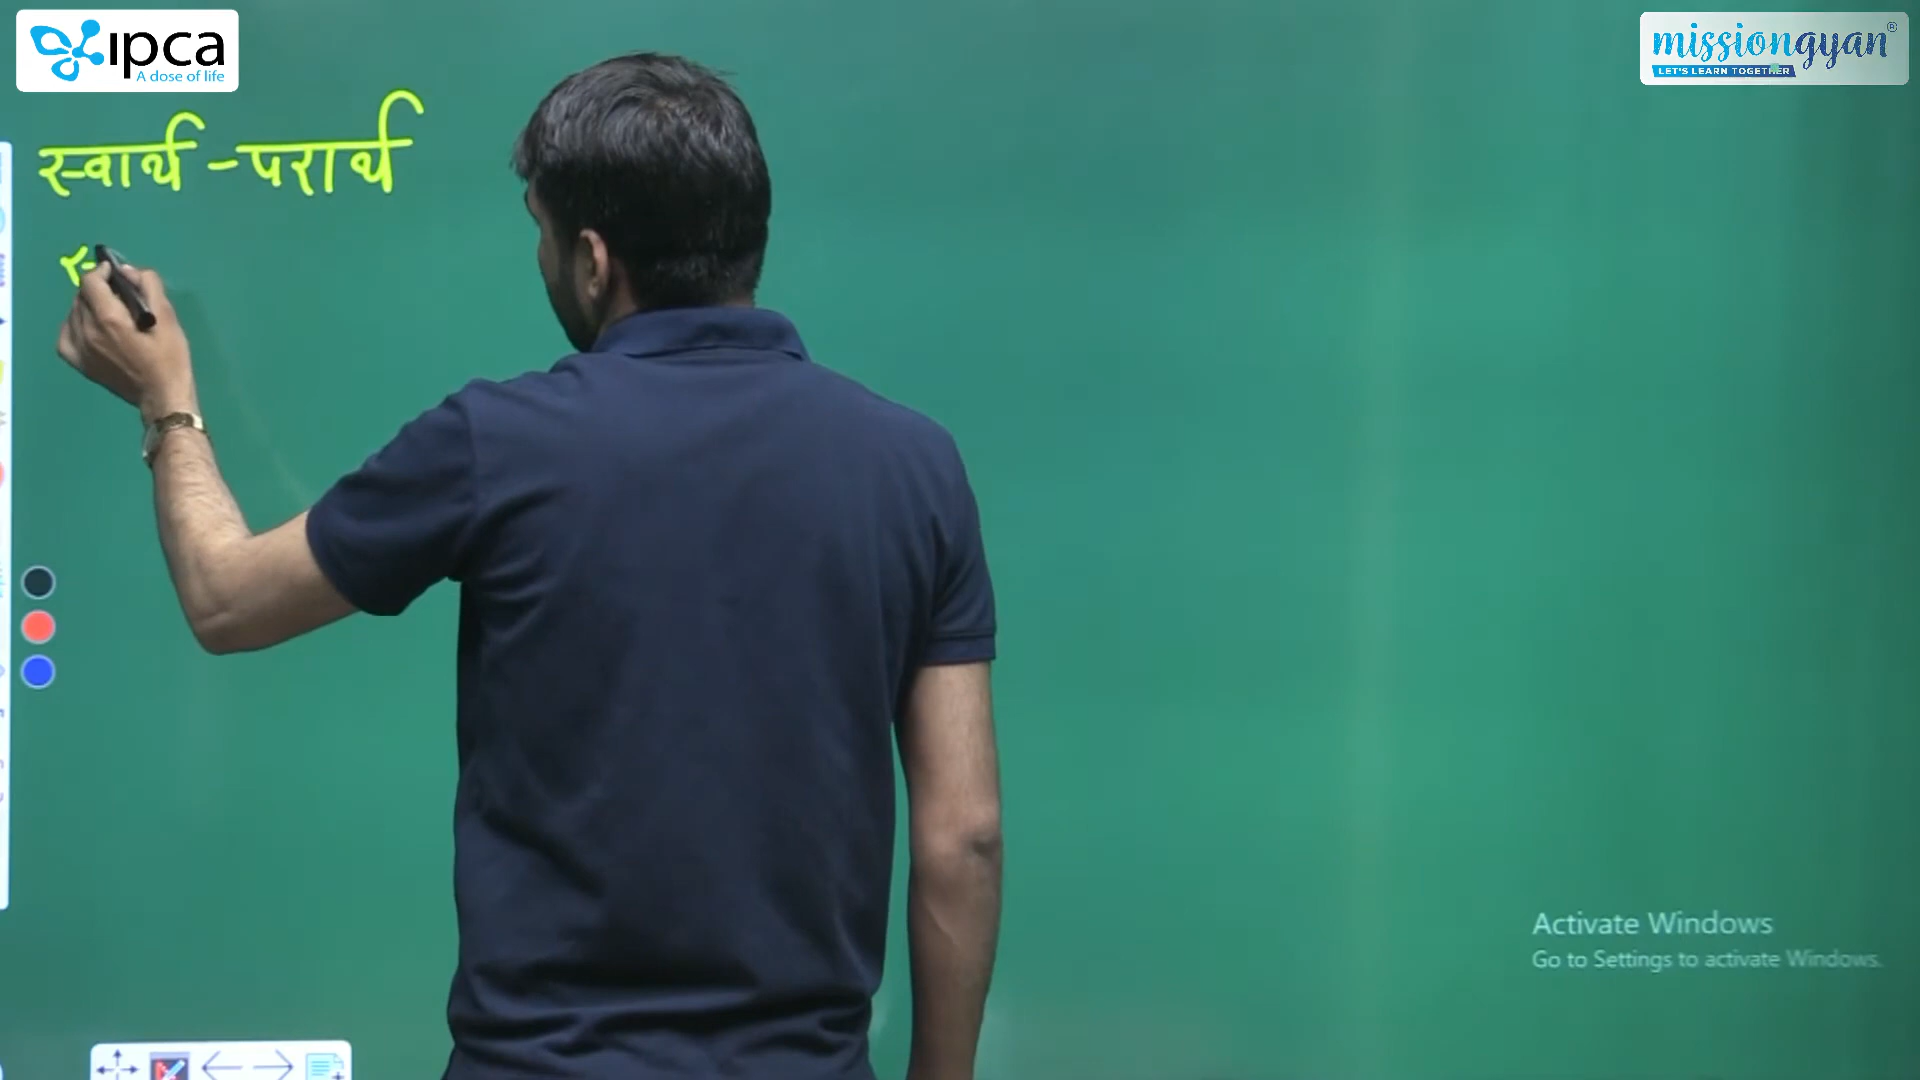 ipca
A dose of life
missiongyan®
LET'S LEARN TOGETHER
स्वार्थ - परार्थ
Activate Windows
Go to Settings to activate Windows.